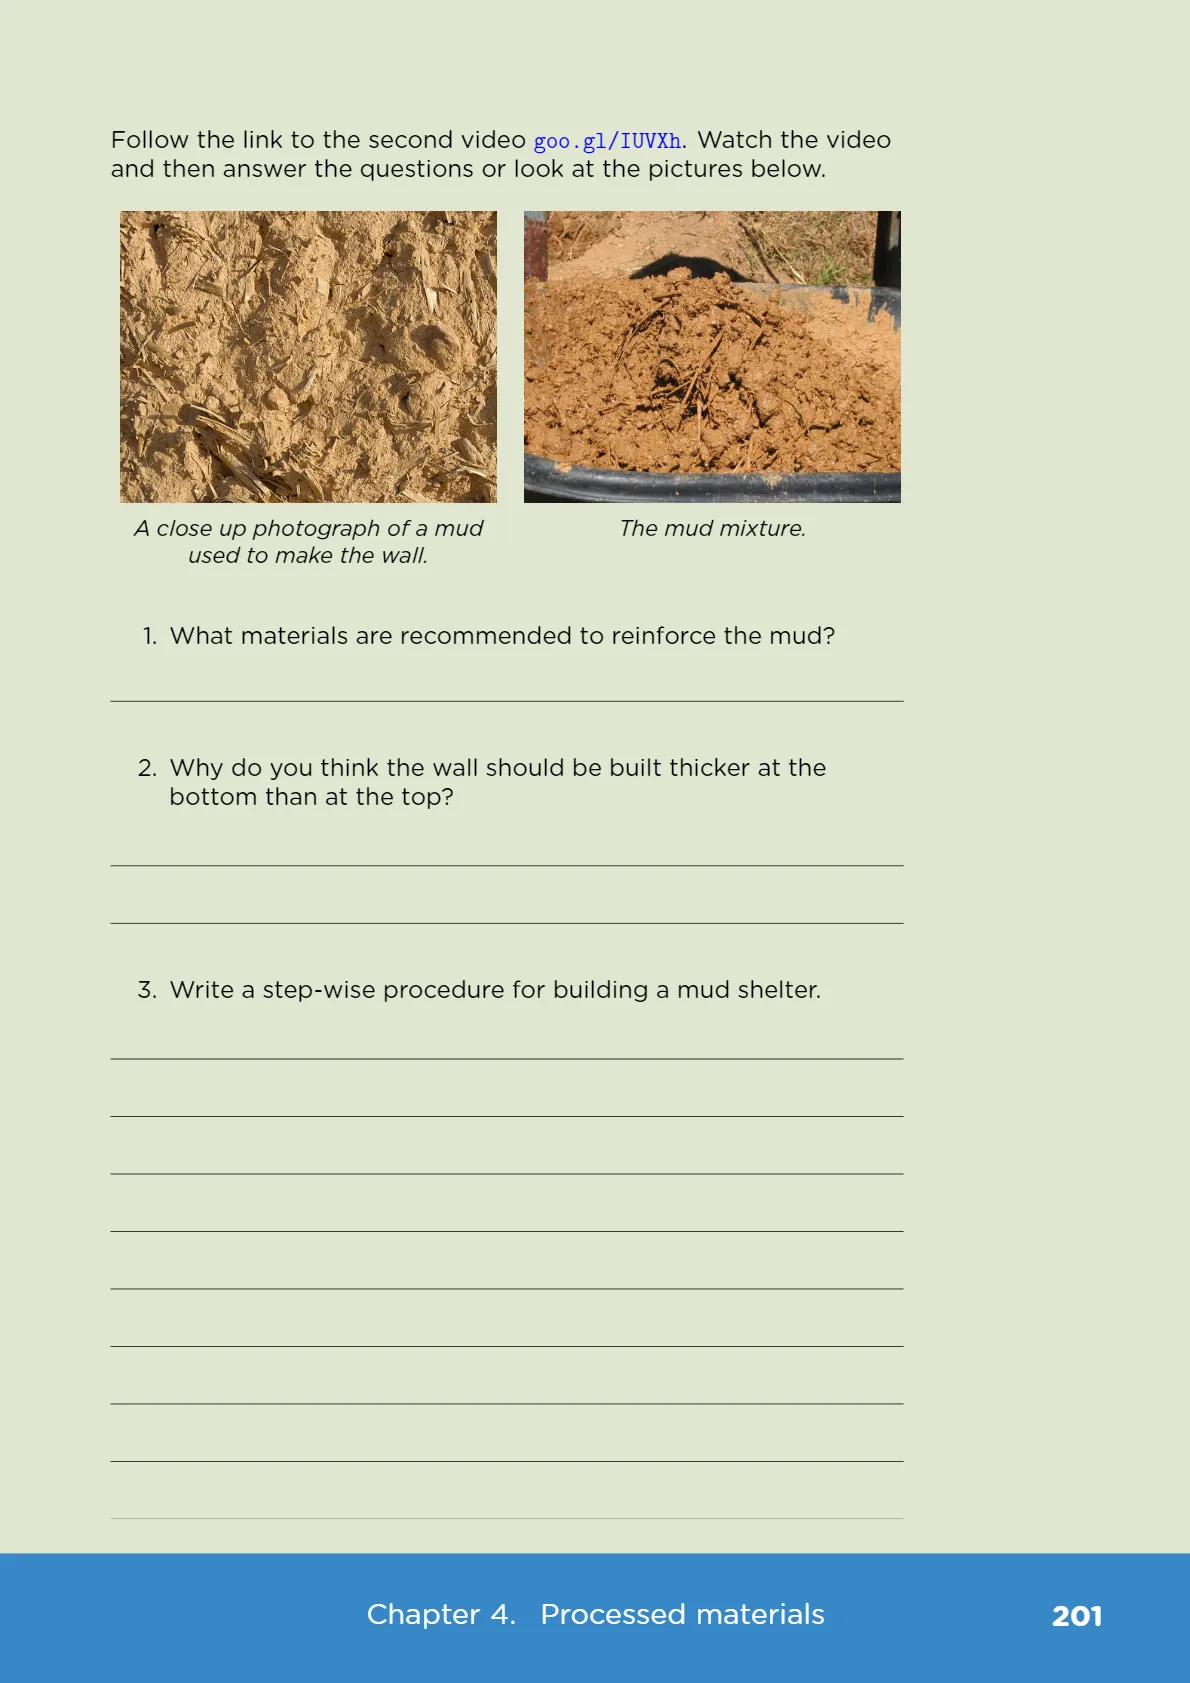 Follow the link to the second video goo.gl/IUVXh. Watch the video
and then answer the questions or look at the pictures below.
A close up photograph of a mud
used to make the wall.
The mud mixture.
1. What materials are recommended to reinforce the mud?
2. Why do you think the wall should be built thicker at the
bottom than at the top?
3. Write a step-wise procedure for building a mud shelter.
Chapter 4. Processed materials
201